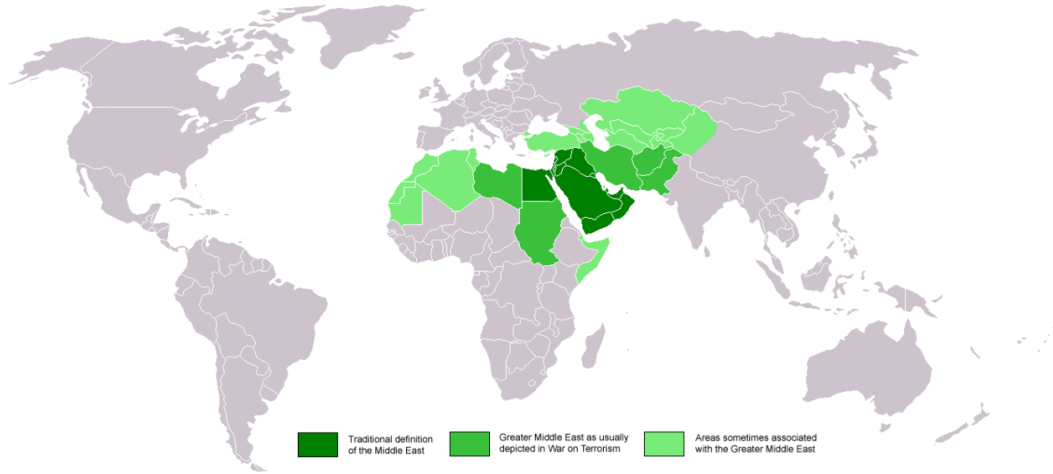 Traditional definition
of the Middle East
Greater Middle East as usually
depicted in War on Terrorism
Areas sometimes associated
with the Greater Middle East